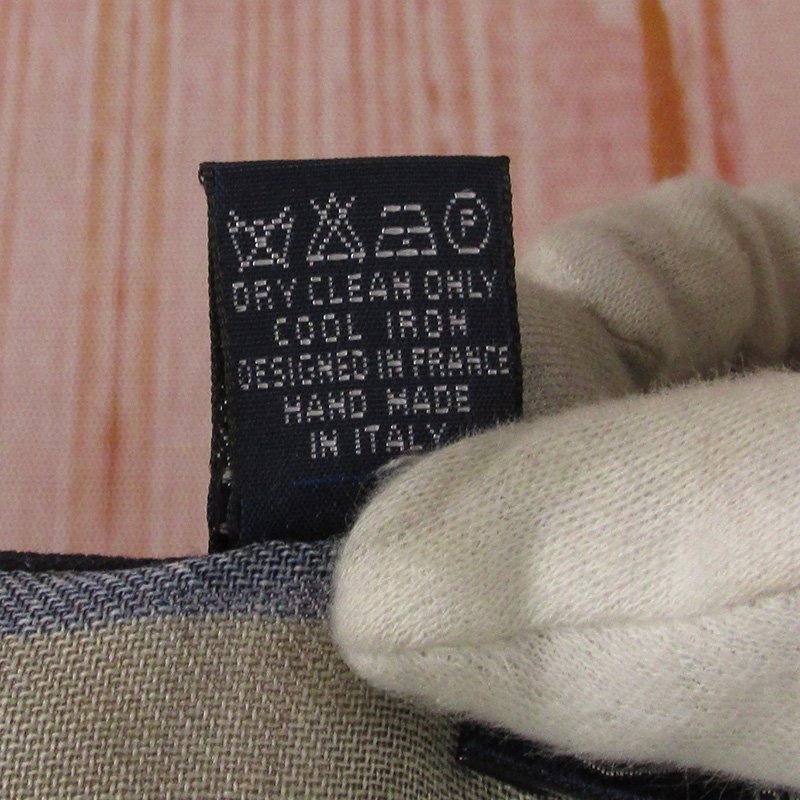 P
DRY CLEAN ONLY
COOL IRON
DESIGNED IN FRANCE
HAND MADE
IN ITALY